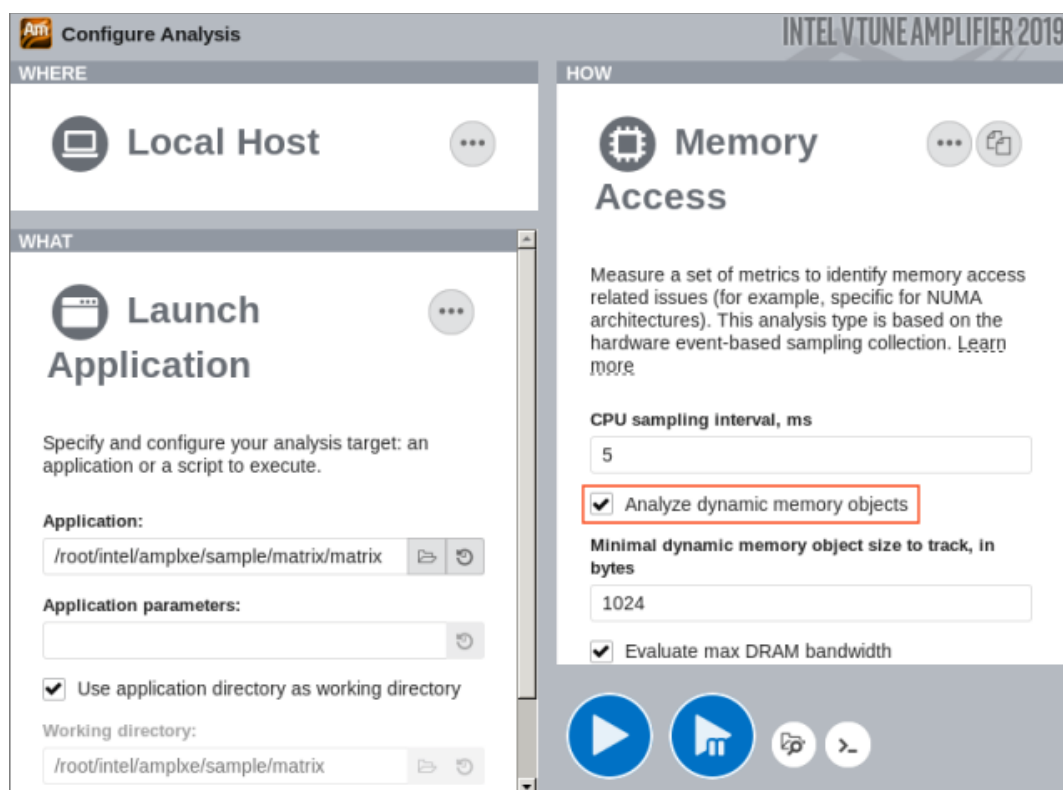 Am Configure Analysis
INTEL VTUNE AMPLIFIER 2019
WHERE
Local Host
WHAT
Launch
Application
Specify and configure your analysis target: an
application or a script to execute.
Application:
/root/intel/amplxe/sample/matrix/matrix
Application parameters:
Use application directory as working directory
Working directory:
/root/intel/amplxe/sample/matrix
HOW
Memory
Access
Measure a set of metrics to identify memory access
related issues (for example, specific for NUMA
architectures). This analysis type is based on the
hardware event-based sampling collection. Learn
more
CPU sampling interval, ms
5
Analyze dynamic memory objects
Minimal dynamic memory object size to track, in
bytes
1024
Evaluate max DRAM bandwidth